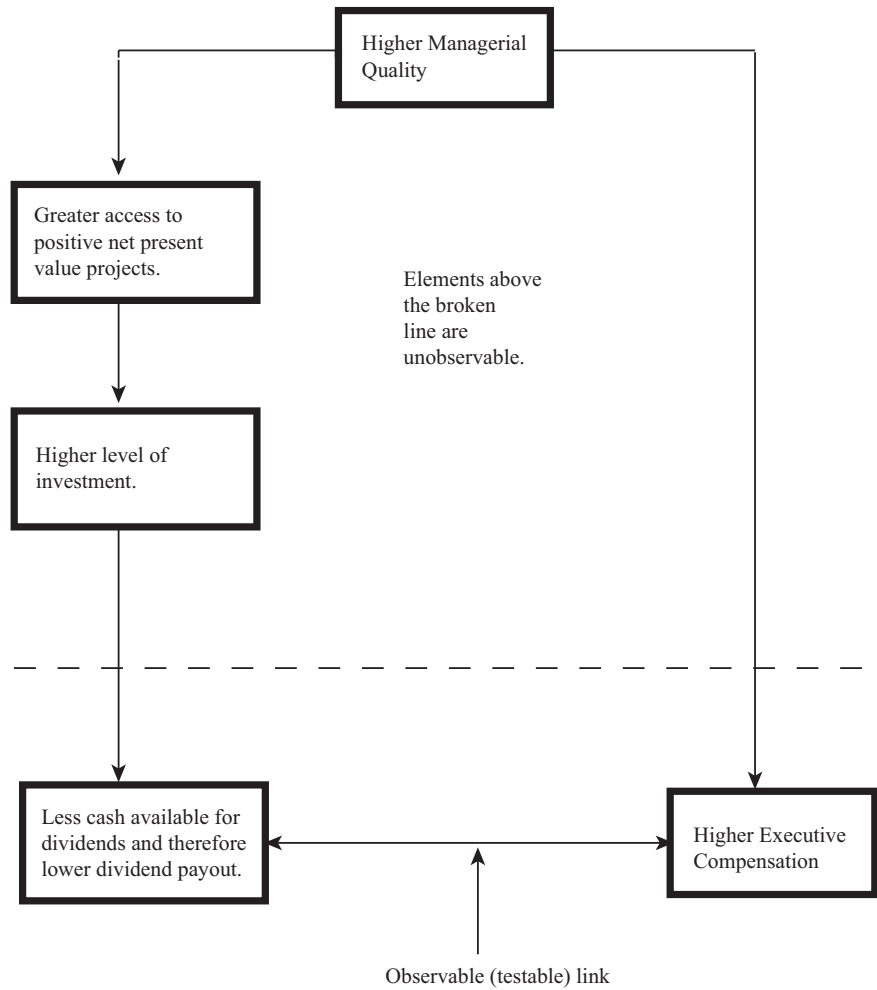 Higher Managerial
Quality
Greater access to
positive net present
value projects.
Elements above
the broken
line are
unobservable.
Higher level of
investment.
Less cash available for
dividends and therefore
lower dividend payout.
Higher Executive
Compensation
Observable (testable) link